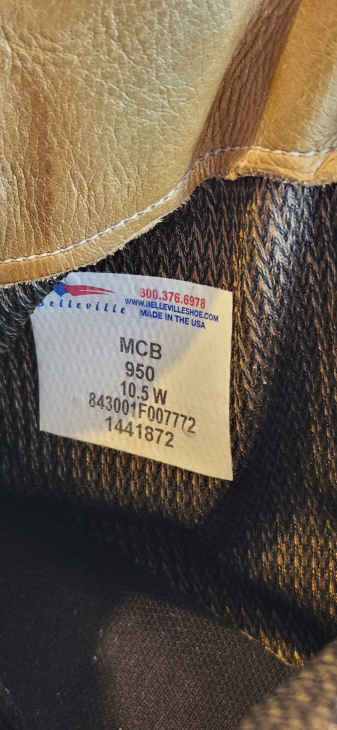 Belleville
800.376.6978
WWW.BELLEVILLESHOE.COM
MADE IN THE USA
MCB
950
10.5 W
843001F007772
1441872